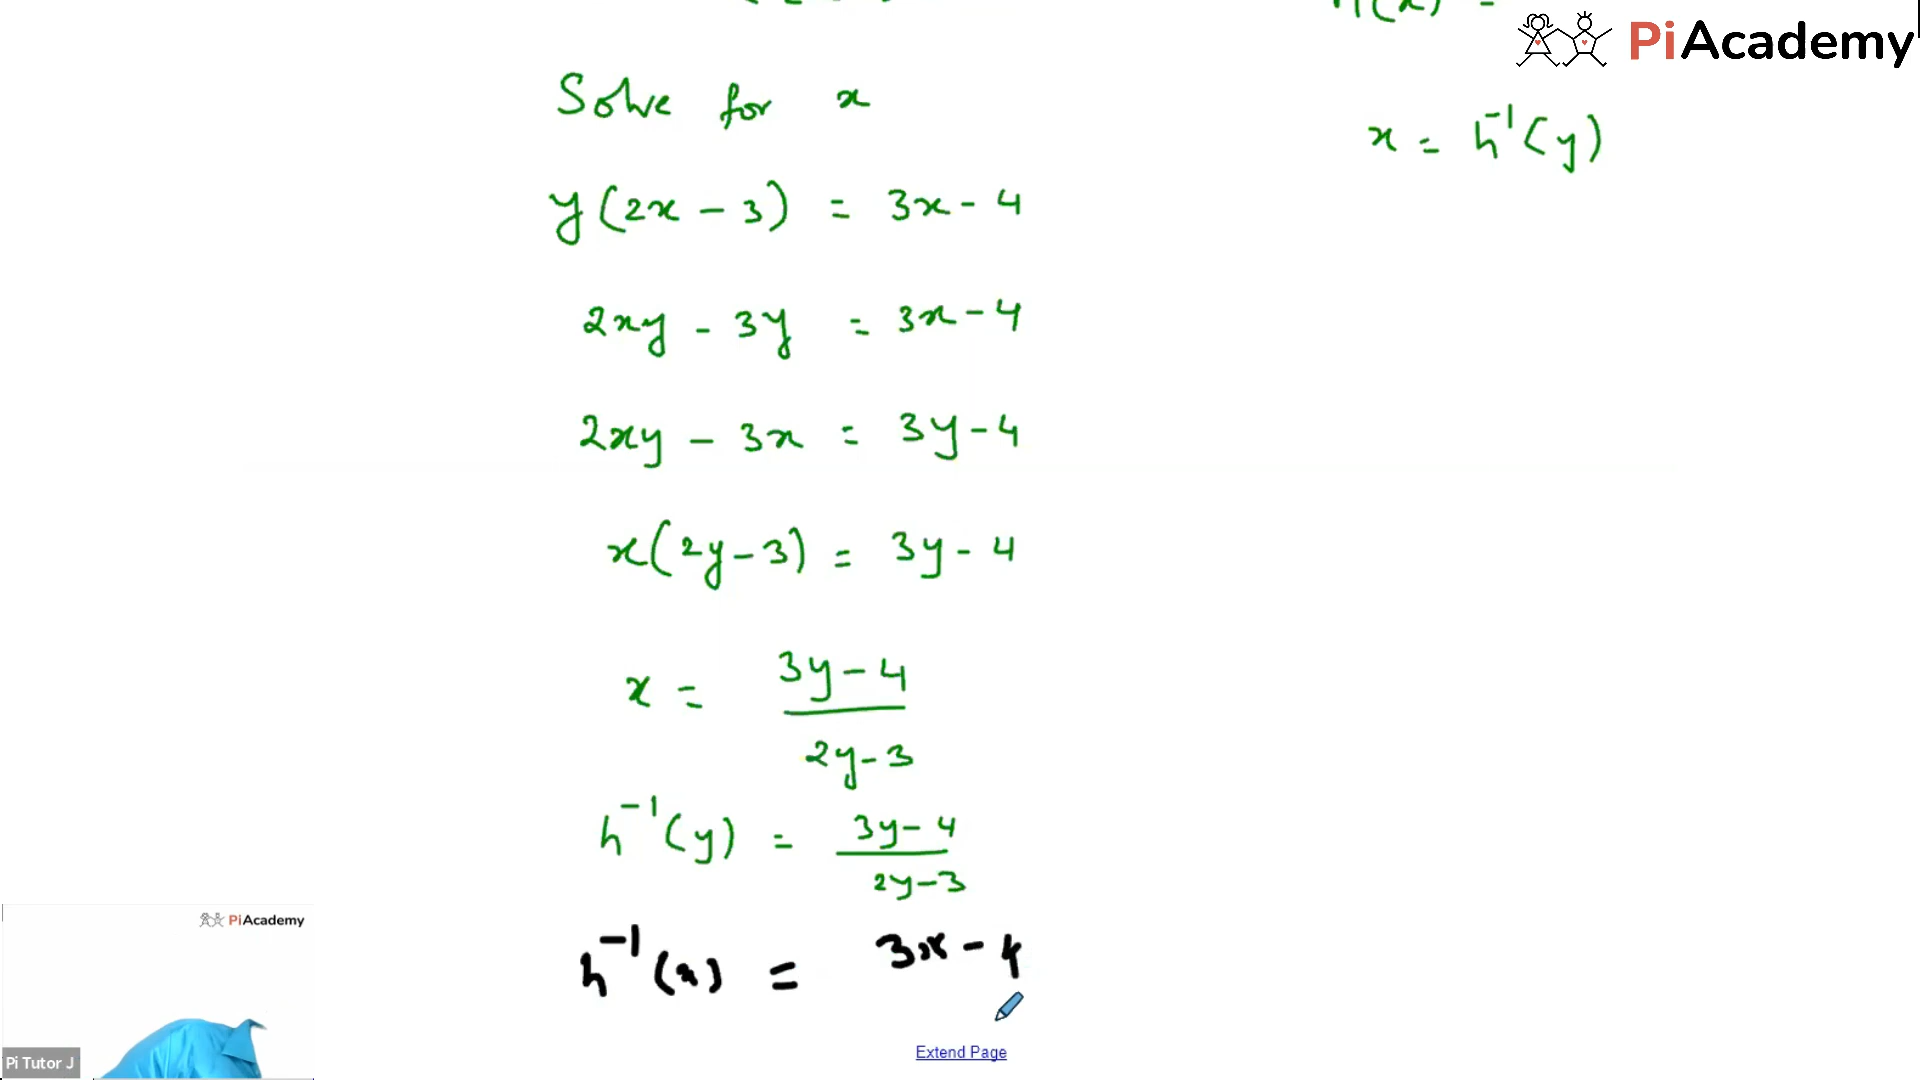 PiAcademy
Solve for x
x = h⁻¹(y)
y(2x - 3) = 3x - 4
2xy - 3y = 3x - 4
2xy - 3x = 3y - 4
x(2y - 3) = 3y - 4
x = 3y - 4 / 2y - 3
h⁻¹(y) = 3y - 4 / 2y - 3
h⁻¹(x) = 3x - 4
PiAcademy
Pi Tutor J
Extend Page